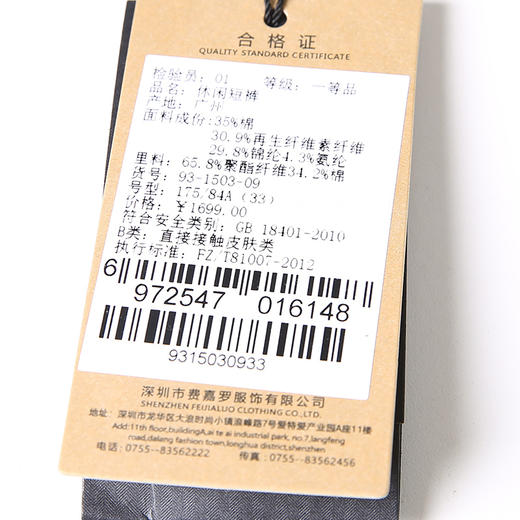 合格证
QUALITY STANDARD CERTIFICATE
检验员: 01 等级: 一等品
品名: 休闲短裤
产地: 广州
面料成份: 35%棉
30.9%再生纤维素纤维
29.8%锦纶4.3%氨纶
里料: 65.8%聚酯纤维34.2%棉
货号: 93-1503-09
号型: 175/84A (33)
价格: ¥1699.00
符合安全类别: GB 18401-2010
B类: 直接接触皮肤类
执行标准: FZ/T81007-2012
6 972547 016148
9315030933
深圳市费嘉罗服饰有限公司
SHENZHEN FEIJIALUO CLOTHING CO.,LTD.
地址: 深圳市龙华区大浪时尚小镇浪峰路7号爱特爱产业园A座11楼
Add:11th floor,buildingA,ai te ai industrial park, no.7,langfeng
road,dalang fashion town,longhua district,shenzhen
电话: 0755--83562222 传真: 0755--83562456